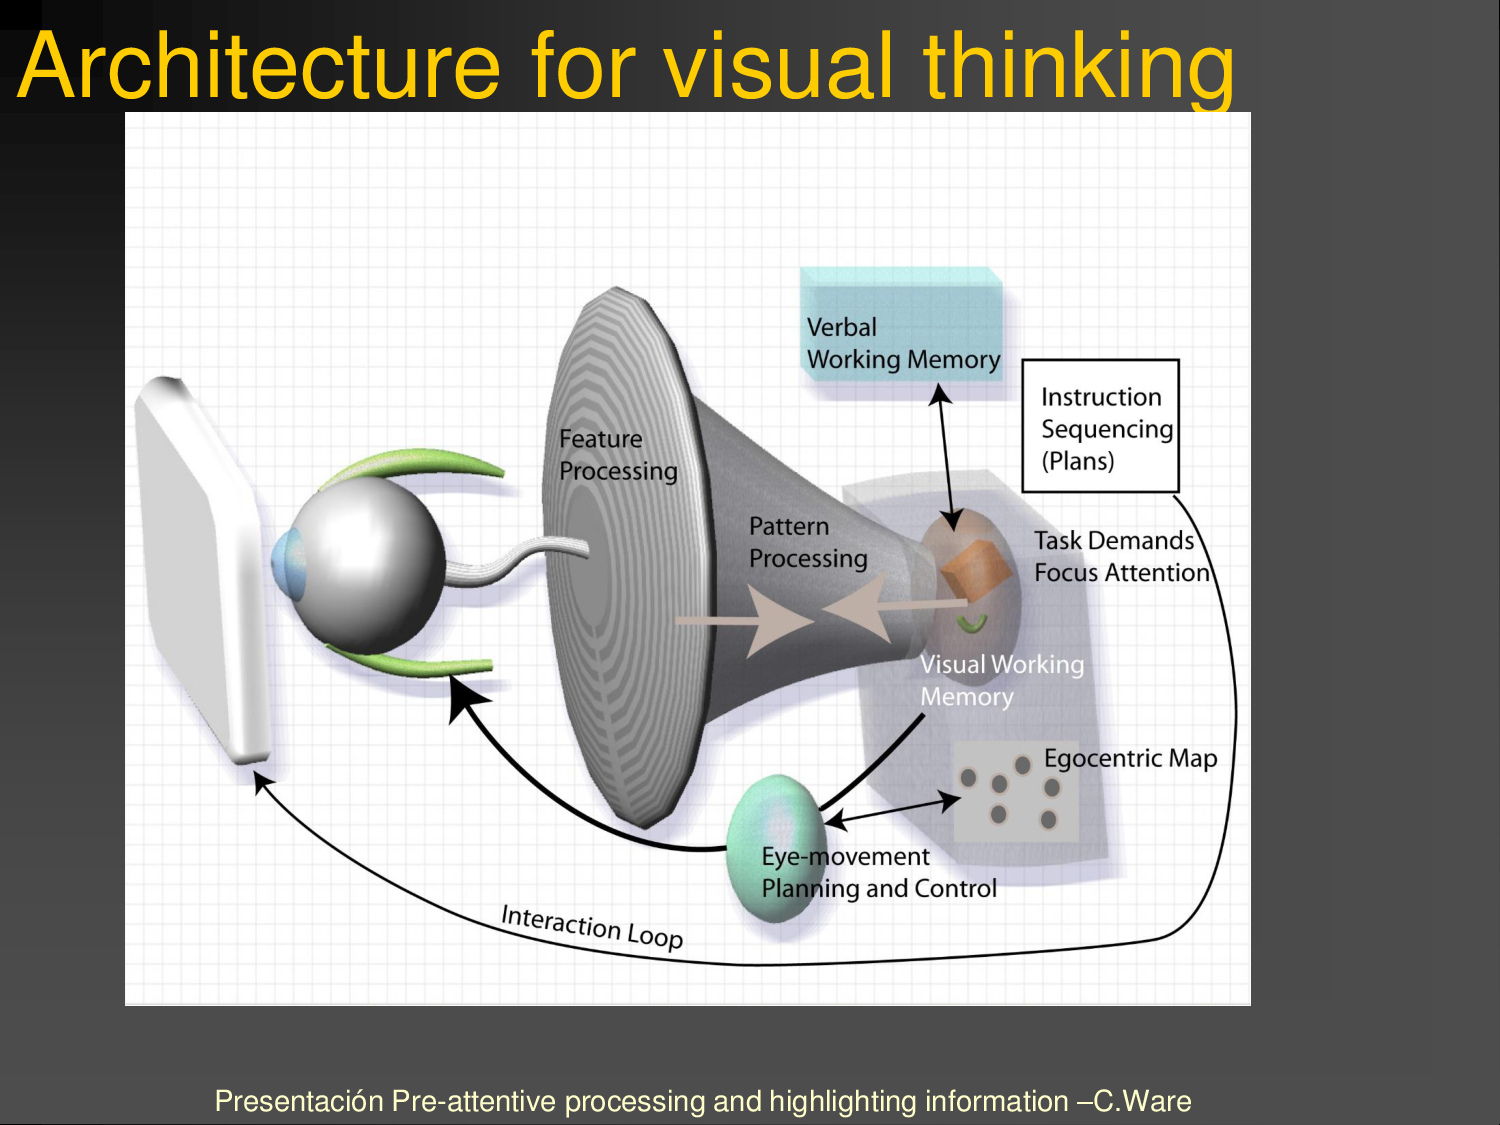 Architecture for visual thinking
Verbal
Working Memory
Instruction
Sequencing
(Plans)
Feature
Processing
Pattern
Processing
Task Demands
Focus Attention
Visual Working
Memory
Egocentric Map
Eye-movement
Planning and Control
Interaction Loop
Presentación Pre-attentive processing and highlighting information –C.Ware